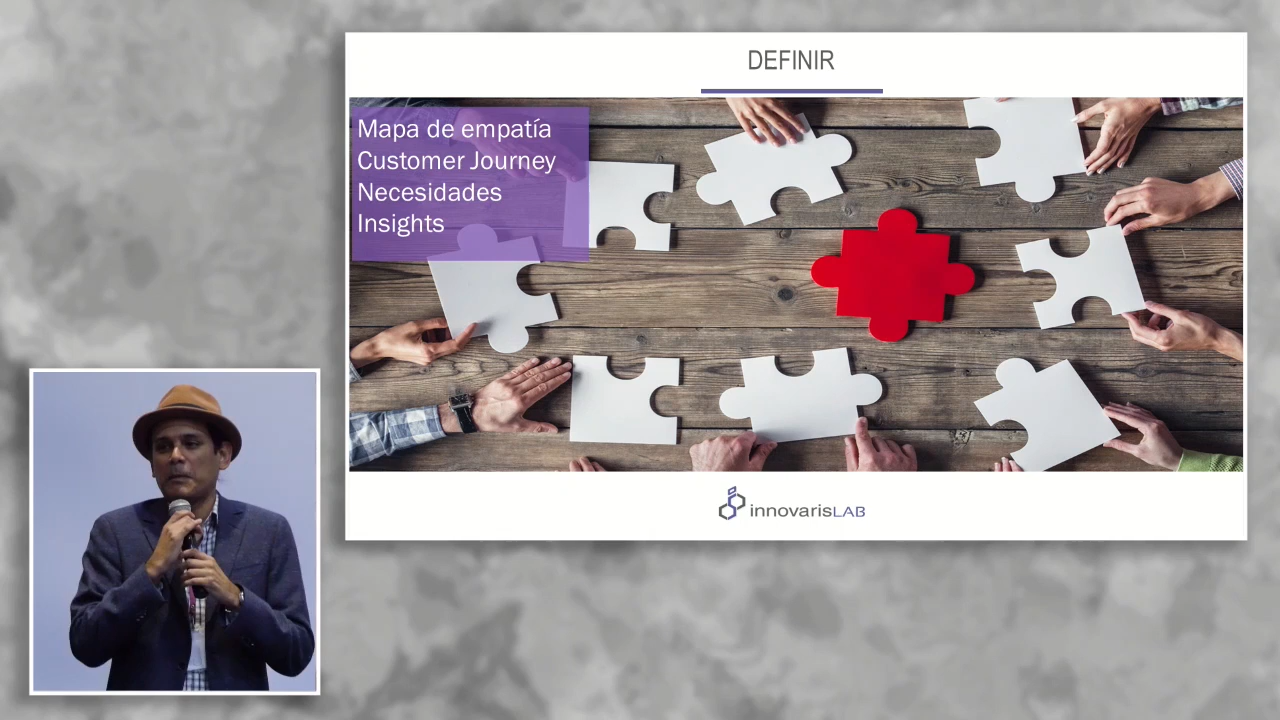 DEFINIR
Mapa de empatía
Customer Journey
Necesidades
Insights
innovarisLAB